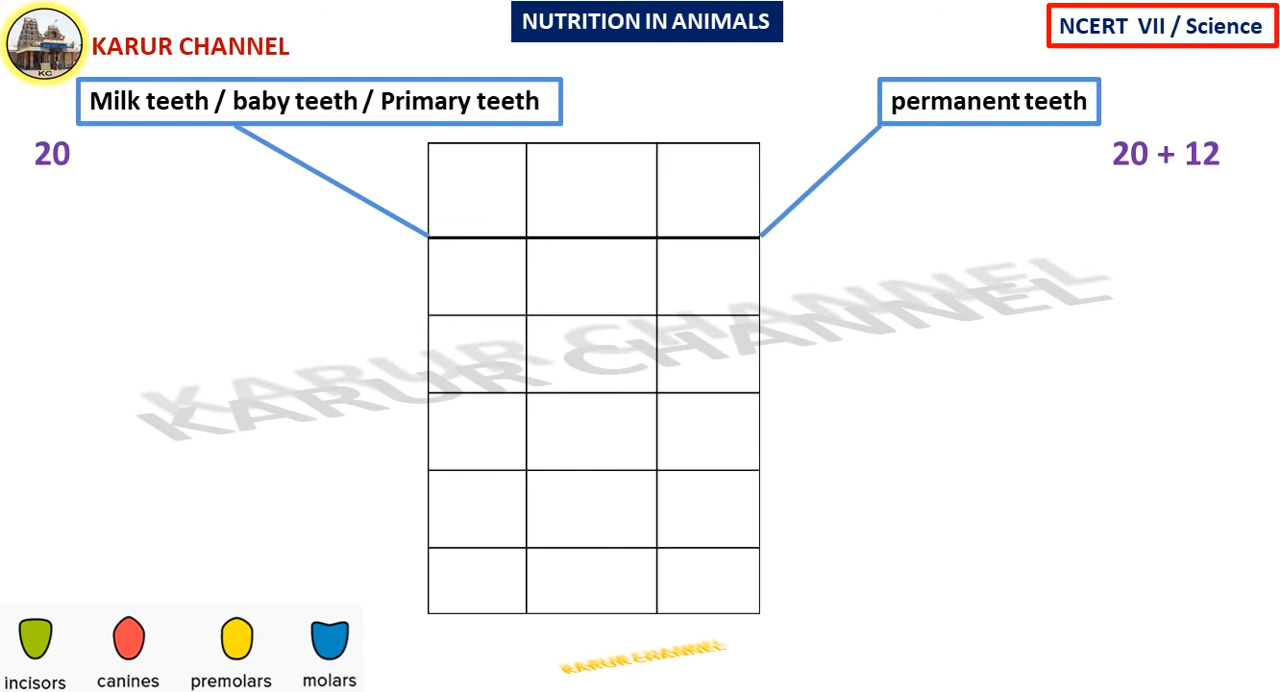 NUTRITION IN ANIMALS
NCERT VII / Science
KARUR CHANNEL
KC
Milk teeth / baby teeth / Primary teeth
permanent teeth
20
20 + 12
KARUR CHANNEL
KARUR CHANNEL
incisors
canines
premolars
molars